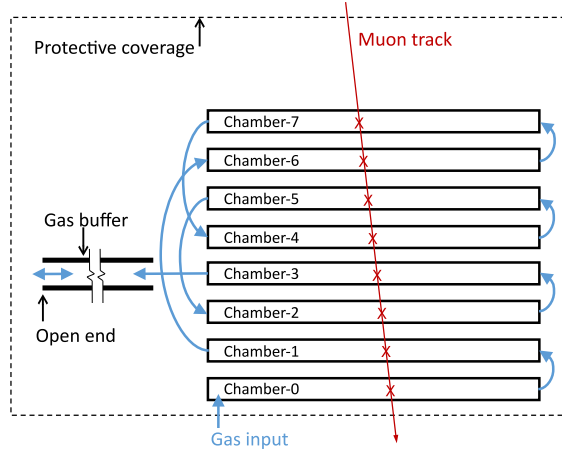 Protective coverage
Muon track
Chamber-7
Chamber-6
Chamber-5
Gas buffer
Chamber-4
Chamber-3
Chamber-2
Open end
Chamber-1
Chamber-0
Gas input